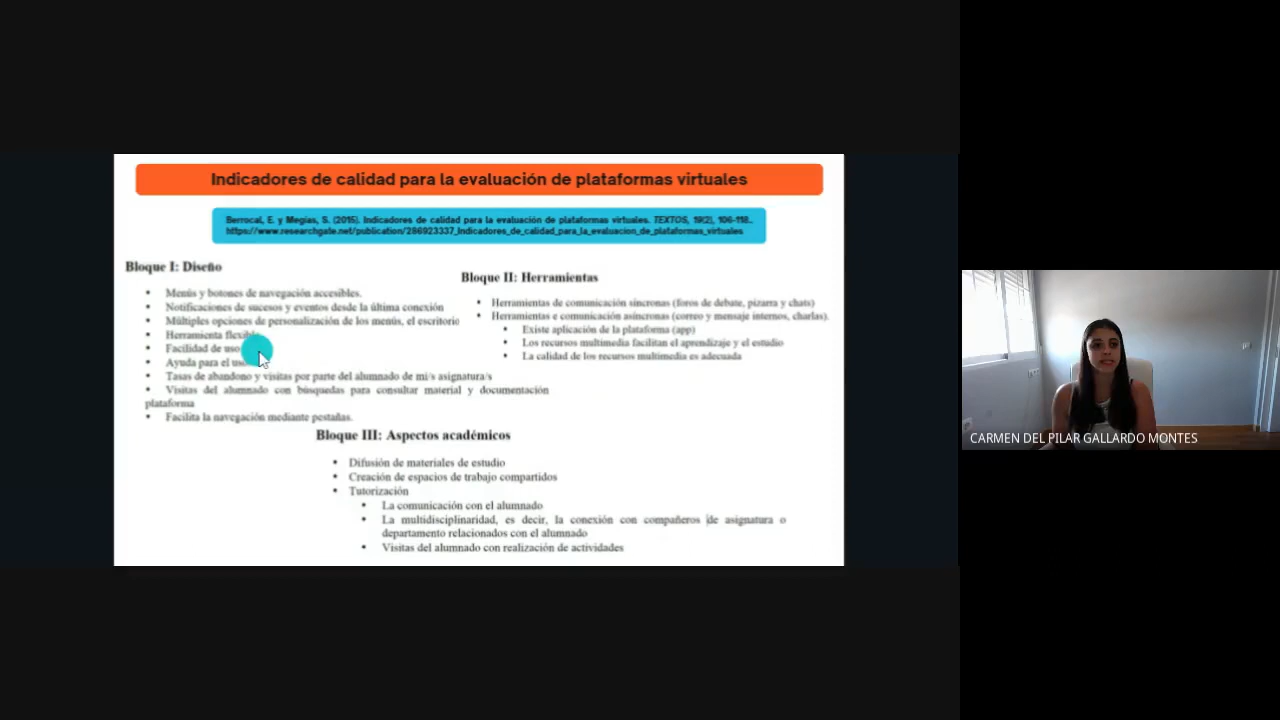 Indicadores de calidad para la evaluación de plataformas virtuales
Berrocal, E. y Megías, S. (2015). Indicadores de calidad para la evaluación de plataformas virtuales. TEXTOS, 19(2), 106-118..
https://www.researchgate.net/publication/286923337_Indicadores_de_calidad_para_la_evaluacion_de_plataformas_virtuales
Bloque I: Diseño
• Menús y botones de navegación accesibles.
• Notificaciones de sucesos y eventos desde la última conexión
• Múltiples opciones de personalización de los menús, el escritorio
• Herramienta flexible
• Facilidad de uso
• Ayuda para el uso
• Tasas de abandono y visitas por parte del alumnado de mi/s asignatura/s
• Visitas del alumnado con búsquedas para consultar material y documentación
plataforma
• Facilita la navegación mediante pestañas.
Bloque II: Herramientas
• Herramientas de comunicación síncronas (foros de debate, pizarra y chats)
• Herramientas e comunicación asíncronas (correo y mensaje internos, charlas).
• Existe aplicación de la plataforma (app)
• Los recursos multimedia facilitan el aprendizaje y el estudio
• La calidad de los recursos multimedia es adecuada
Bloque III: Aspectos académicos
• Difusión de materiales de estudio
• Creación de espacios de trabajo compartidos
• Tutorización
• La comunicación con el alumnado
• La multidisciplinaridad, es decir, la conexión con compañeros de asignatura o
departamento relacionados con el alumnado
• Visitas del alumnado con realización de actividades
CARMEN DEL PILAR GALLARDO MONTES